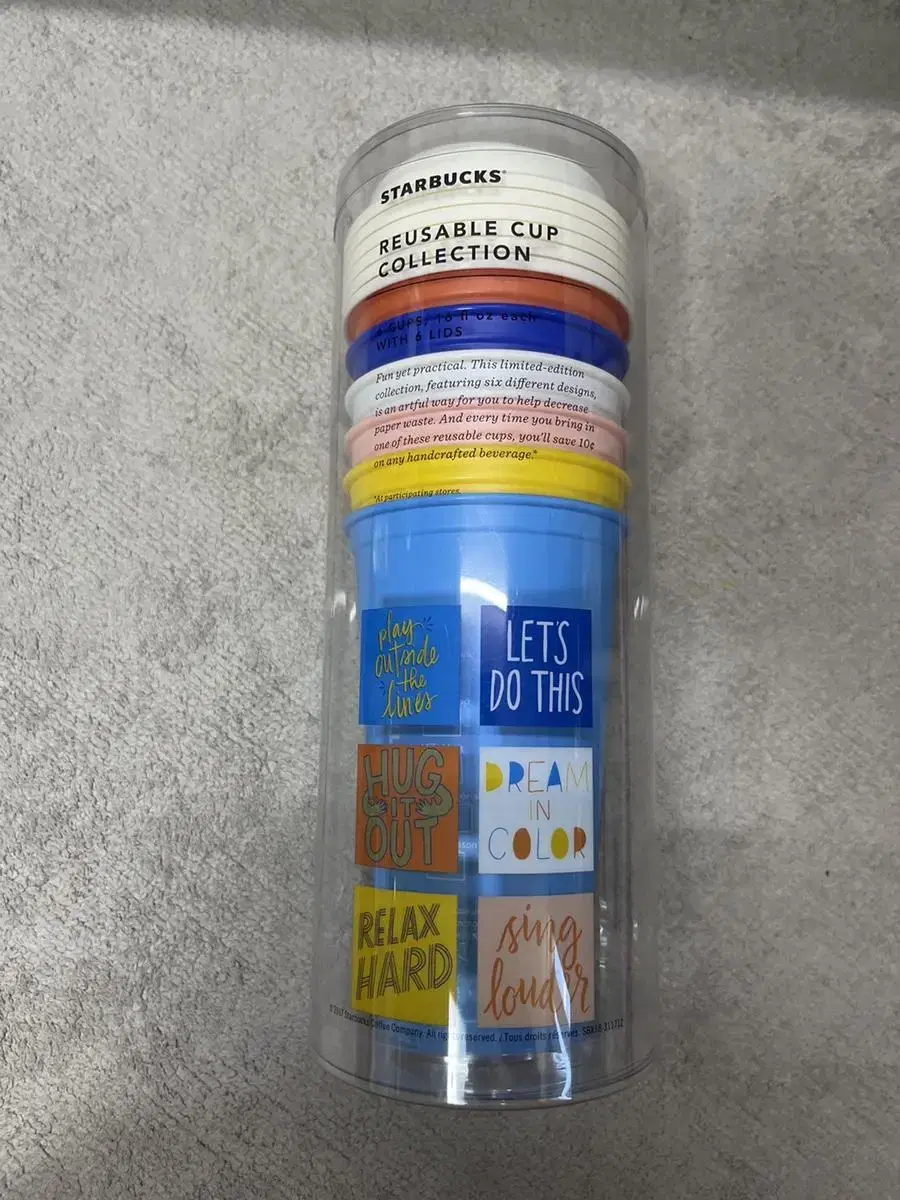 STARBUCKS®
REUSABLE CUP
COLLECTION
6 CUPS, 16 fl oz each
WITH 6 LIDS
Fun yet practical. This limited-edition
collection, featuring six different designs,
is an artful way for you to help decrease
paper waste. And every time you bring in
one of these reusable cups, you'll save 10¢
on any handcrafted beverage.*
*At participating stores.
play
outside
the
lines
LET'S
DO THIS
HUG
IT
OUT
DREAM
IN
COLOR
RELAX
HARD
sing
louder
© 2017 Starbucks Coffee Company. All rights reserved. / Tous droits réservés.